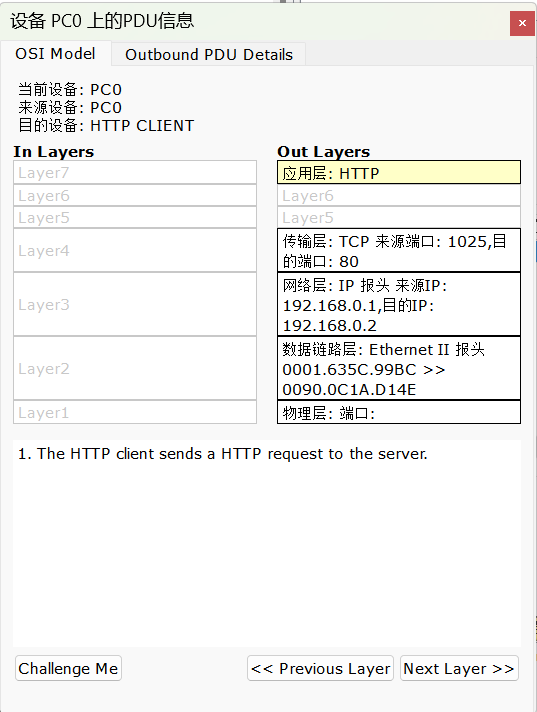 设备 PC0 上的PDU信息
×
OSI Model
Outbound PDU Details
当前设备: PC0
来源设备: PC0
目的设备: HTTP CLIENT
In Layers
Out Layers
Layer7
应用层: HTTP
Layer6
Layer6
Layer5
Layer5
Layer4
传输层: TCP 来源端口: 1025,目
的端口: 80
Layer3
网络层: IP 报头 来源IP:
192.168.0.1,目的IP:
192.168.0.2
Layer2
数据链路层: Ethernet II 报头
0001.635C.99BC >>
0090.0C1A.D14E
Layer1
物理层: 端口:
1. The HTTP client sends a HTTP request to the server.
Challenge Me
<< Previous Layer
Next Layer >>